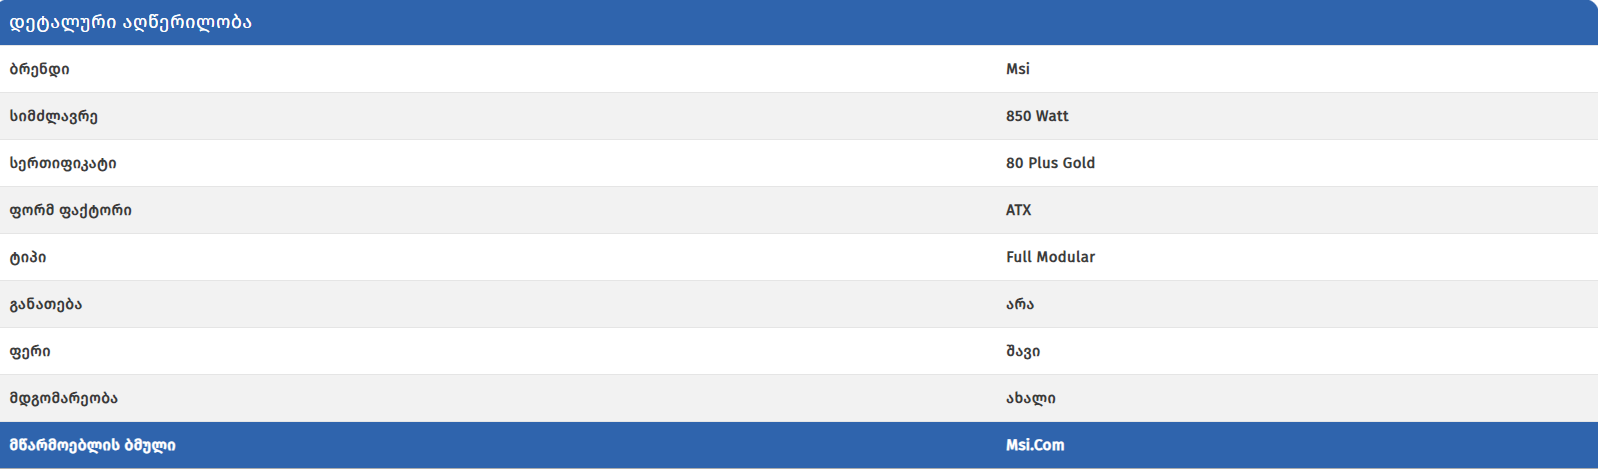 დეტალური აღწერილობა
ბრენდი Msi
სიმძლავრე 850 Watt
სერთიფიკატი 80 Plus Gold
ფორმ ფაქტორი ATX
ტიპი Full Modular
განათება არა
ფერი შავი
მდგომარეობა ახალი
მწარმოებლის ბმული Msi.Com